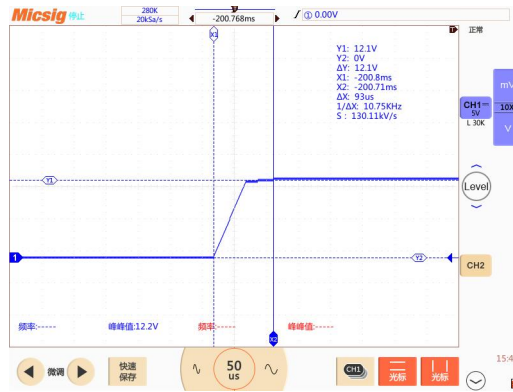 Micsig 停止
280K
20kSa/s
-200.768ms
① 0.00V
正常
X1
T
Y1: 12.1V
Y2: 0V
ΔY: 12.1V
X1: -200.8ms
X2: -200.71ms
ΔX: 93us
1/ΔX: 10.75KHz
S : 130.11kV/s
mV
CH1
5V
10X
L 30K
V
Y1
Level
1
Y2
CH2
频率:-----
峰峰值:12.2V
频率:-----
峰峰值:-----
X2
微调
快速
保存
50
us
CH1
光标
光标
15:4